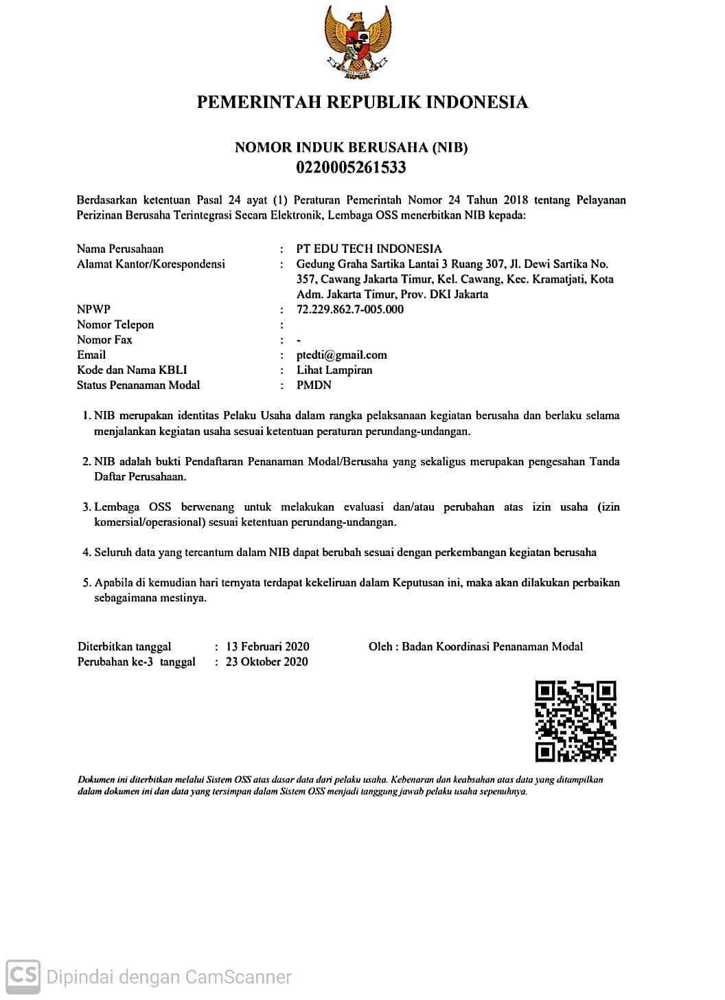 PEMERINTAH REPUBLIK INDONESIA
NOMOR INDUK BERUSAHA (NIB)
0220005261533
Berdasarkan ketentuan Pasal 24 ayat (1) Peraturan Pemerintah Nomor 24 Tahun 2018 tentang Pelayanan
Perizinan Berusaha Terintegrasi Secara Elektronik, Lembaga OSS menerbitkan NIB kepada:
Nama Perusahaan : PT EDU TECH INDONESIA
Alamat Kantor/Korespondensi : Gedung Graha Sartika Lantai 3 Ruang 307, Jl. Dewi Sartika No.
357, Cawang Jakarta Timur, Kel. Cawang, Kec. Kramatjati, Kota
Adm. Jakarta Timur, Prov. DKI Jakarta
NPWP : 72.229.862.7-005.000
Nomor Telepon :
Nomor Fax : -
Email : ptedti@gmail.com
Kode dan Nama KBLI : Lihat Lampiran
Status Penanaman Modal : PMDN
1. NIB merupakan identitas Pelaku Usaha dalam rangka pelaksanaan kegiatan berusaha dan berlaku selama
menjalankan kegiatan usaha sesuai ketentuan peraturan perundang-undangan.
2. NIB adalah bukti Pendaftaran Penanaman Modal/Berusaha yang sekaligus merupakan pengesahan Tanda
Daftar Perusahaan.
3. Lembaga OSS berwenang untuk melakukan evaluasi dan/atau perubahan atas izin usaha (izin
komersial/operasional) sesuai ketentuan perundang-undangan.
4. Seluruh data yang tercantum dalam NIB dapat berubah sesuai dengan perkembangan kegiatan berusaha
5. Apabila di kemudian hari ternyata terdapat kekeliruan dalam Keputusan ini, maka akan dilakukan perbaikan
sebagaimana mestinya.
Diterbitkan tanggal : 13 Februari 2020 Oleh : Badan Koordinasi Penanaman Modal
Perubahan ke-3 tanggal : 23 Oktober 2020
Dokumen ini diterbitkan melalui Sistem OSS atas dasar data dari pelaku usaha. Kebenaran dan keabsahan atas data yang ditampilkan
dalam dokumen ini dan data yang tersimpan dalam Sistem OSS menjadi tanggung jawab pelaku usaha sepenuhnya.
CS Dipindai dengan CamScanner